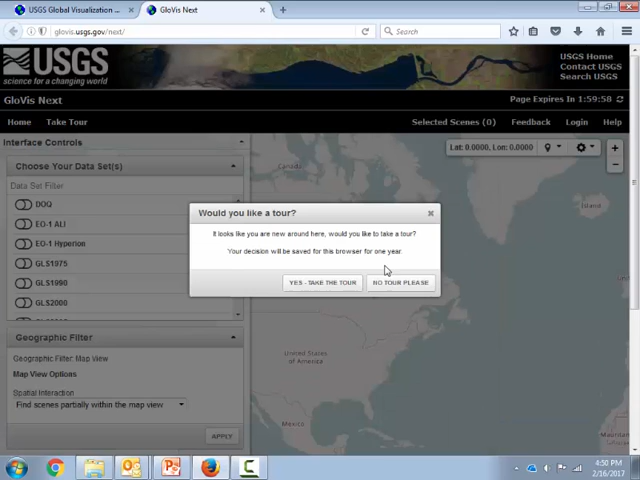 USGS Global Visualization ...
GloVis Next
glovis.usgs.gov/next/
Search
USGS
science for a changing world
USGS Home
Contact USGS
Search USGS
GloVis Next
Page Expires In 1:59:58
Home
Take Tour
Selected Scenes (0)
Feedback
Login
Help
Interface Controls
Choose Your Data Set(s)
Data Set Filter
DOQ
EO-1 ALI
EO-1 Hyperion
GLS1975
GLS1990
GLS2000
Geographic Filter
Geographic Filter: Map View
Map View Options
Spatial Interaction
Find scenes partially within the map view
APPLY
Lat: 0.0000, Lon: 0.0000
Canada
Island
United States
of America
Mexico
Mauritania
Would you like a tour?
It looks like you are new around here, would you like to take a tour?
Your decision will be saved for this browser for one year.
YES - TAKE THE TOUR
NO TOUR PLEASE
4:50 PM
2/16/2017